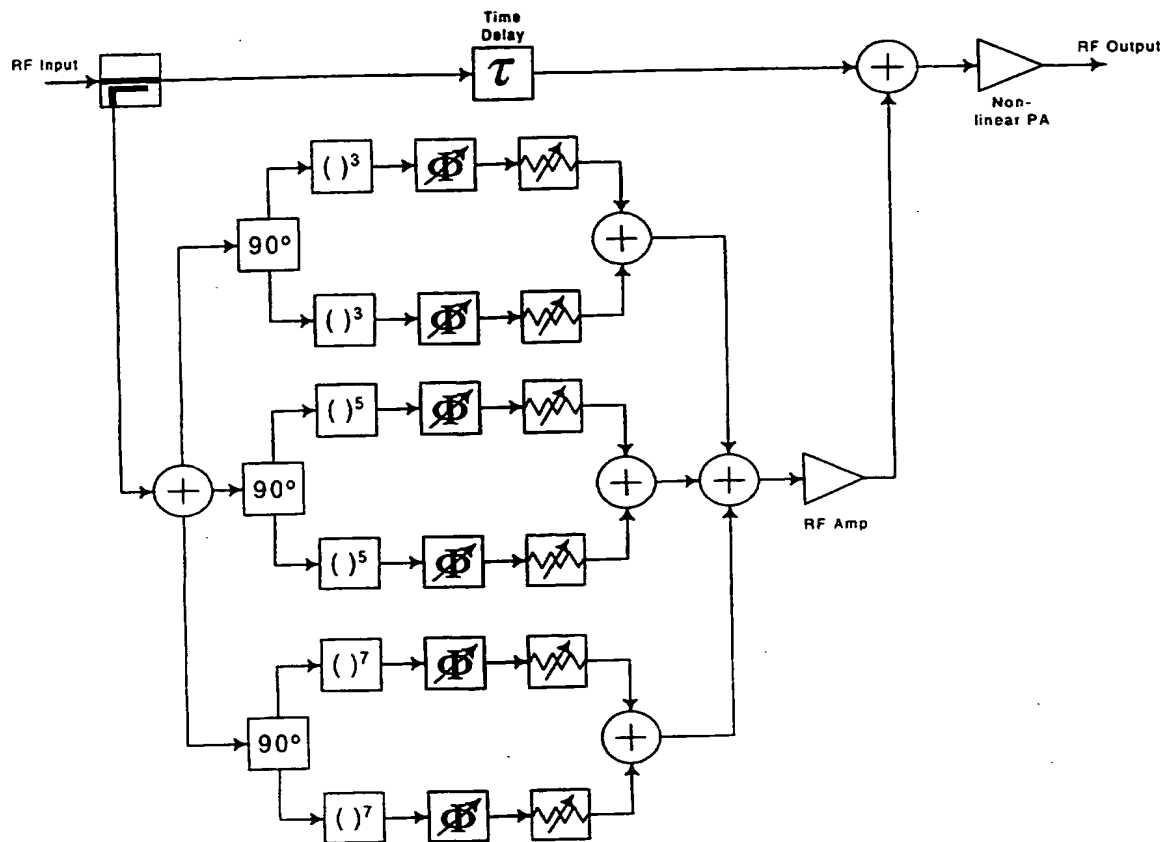 Time
Delay
RF Input
τ
+
RF Output
Non-
linear PA
( )³
Φ
90°
+
( )³
Φ
( )⁵
Φ
+
90°
+
+
RF Amp
( )⁵
Φ
( )⁷
Φ
90°
+
( )⁷
Φ